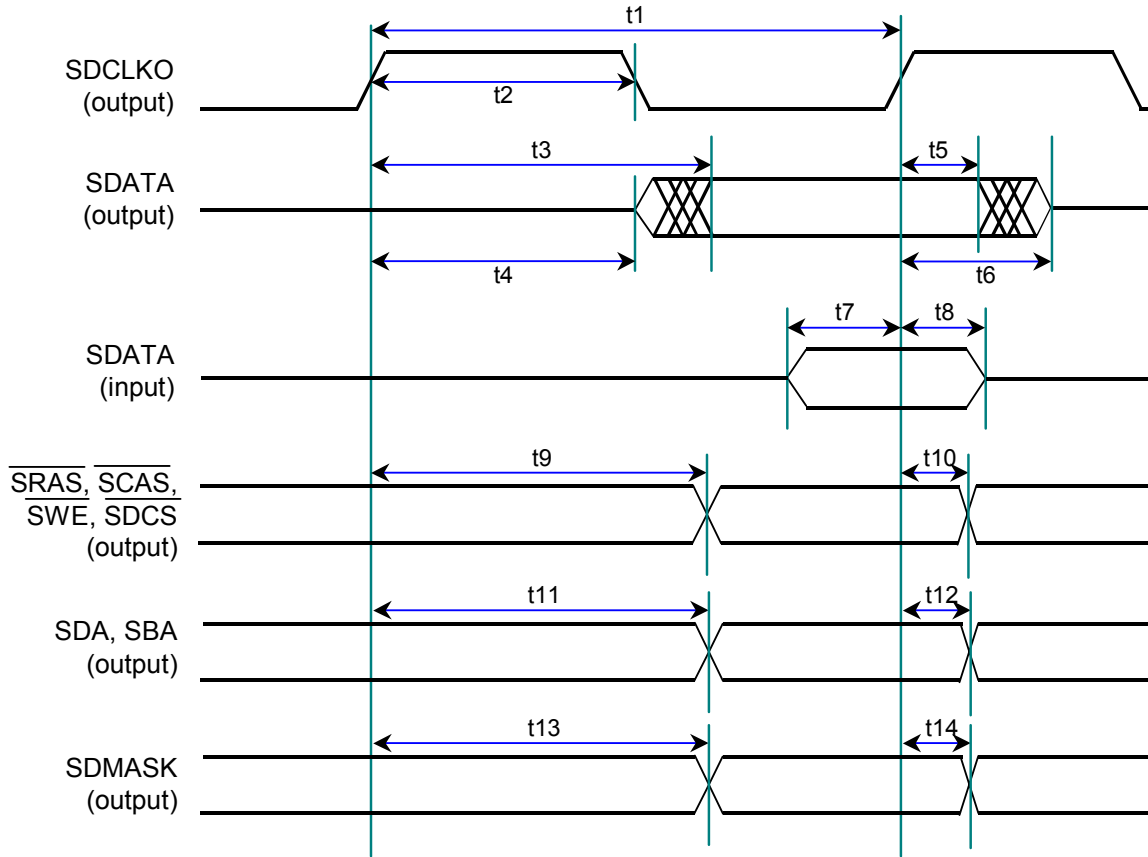 t1
SDCLKO
(output)
t2
t3
t5
SDATA
(output)
t4
t6
t7
t8
SDATA
(input)
t9
t10
SRAS, SCAS,
SWE, SDCS
(output)
t11
t12
SDA, SBA
(output)
t13
t14
SDMASK
(output)